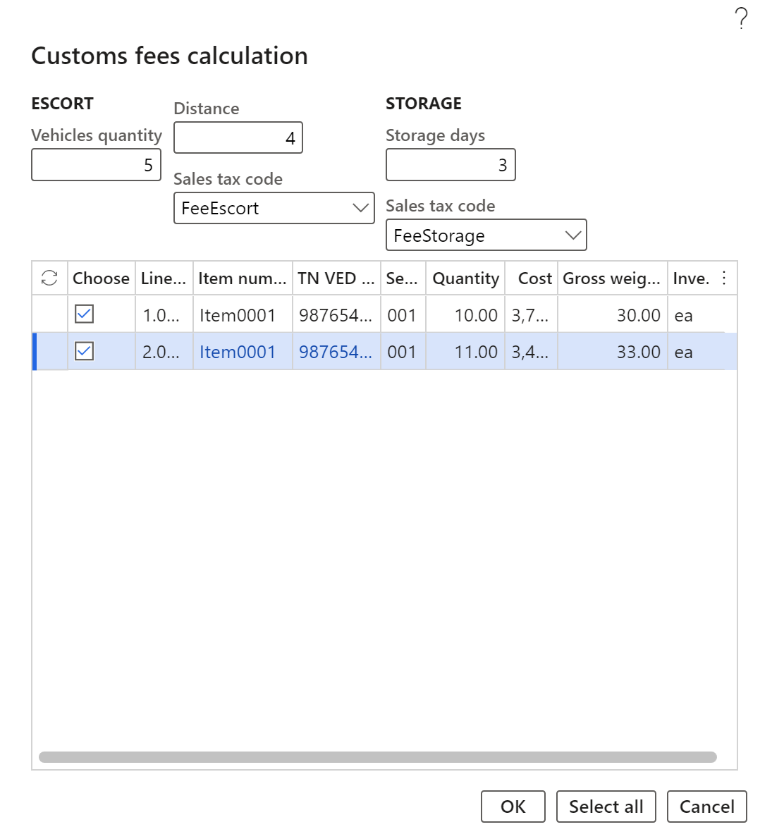 ?
Customs fees calculation
ESCORT
Vehicles quantity
5
Distance
4
Sales tax code
FeeEscort
STORAGE
Storage days
3
Sales tax code
FeeStorage
Choose Line... Item num... TN VED ... Se... Quantity Cost Gross weig... Inve.
1.0... Item0001 987654... 001 10.00 3,7... 30.00 ea
2.0... Item0001 987654... 001 11.00 3,4... 33.00 ea
OK Select all Cancel